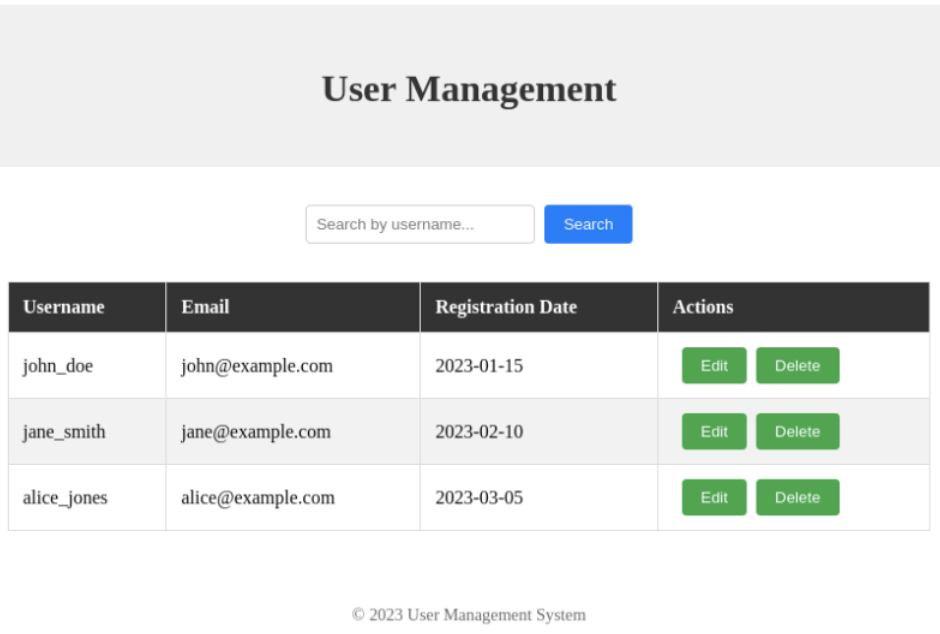 User Management
Search by username... Search
Username Email Registration Date Actions
john_doe john@example.com 2023-01-15 Edit Delete
jane_smith jane@example.com 2023-02-10 Edit Delete
alice_jones alice@example.com 2023-03-05 Edit Delete
© 2023 User Management System